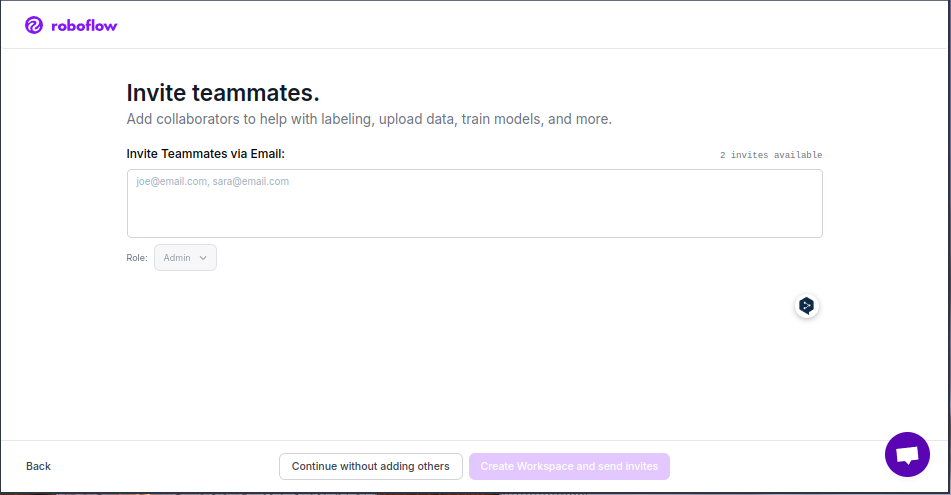 roboflow
Invite teammates.
Add collaborators to help with labeling, upload data, train models, and more.
Invite Teammates via Email:
2 invites available
joe@email.com, sara@email.com
Role:
Admin
Back
Continue without adding others
Create Workspace and send invites